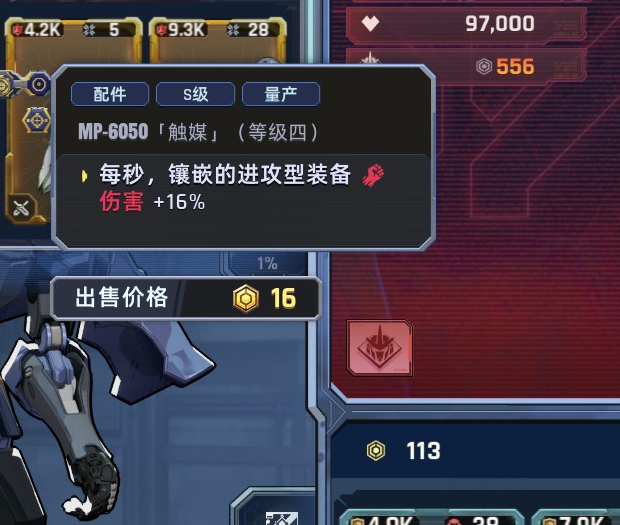 4.2K 5 9.3K 28
97,000
556
配件 S级 量产
MP-6050「触媒」（等级四）
每秒，镶嵌的进攻型装备
伤害 +16%
1%
出售价格 16
113